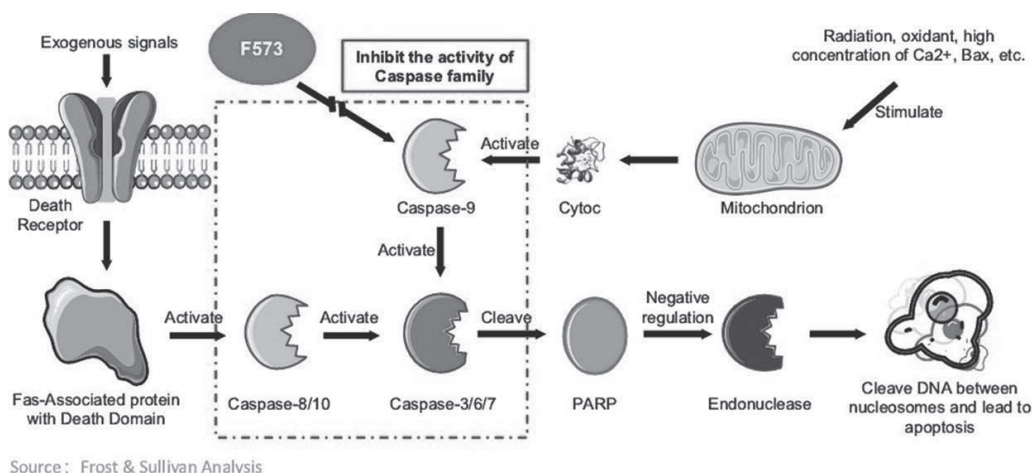 Exogenous signals
F573
Inhibit the activity of
Caspase family
Radiation, oxidant, high
concentration of Ca2+, Bax, etc.
Stimulate
Activate
Death
Receptor
Caspase-9
Cytoc
Mitochondrion
Activate
Activate
Activate
Cleave
Negative
regulation
Fas-Associated protein
with Death Domain
Caspase-8/10
Caspase-3/6/7
PARP
Endonuclease
Cleave DNA between
nucleosomes and lead to
apoptosis
Source: Frost & Sullivan Analysis